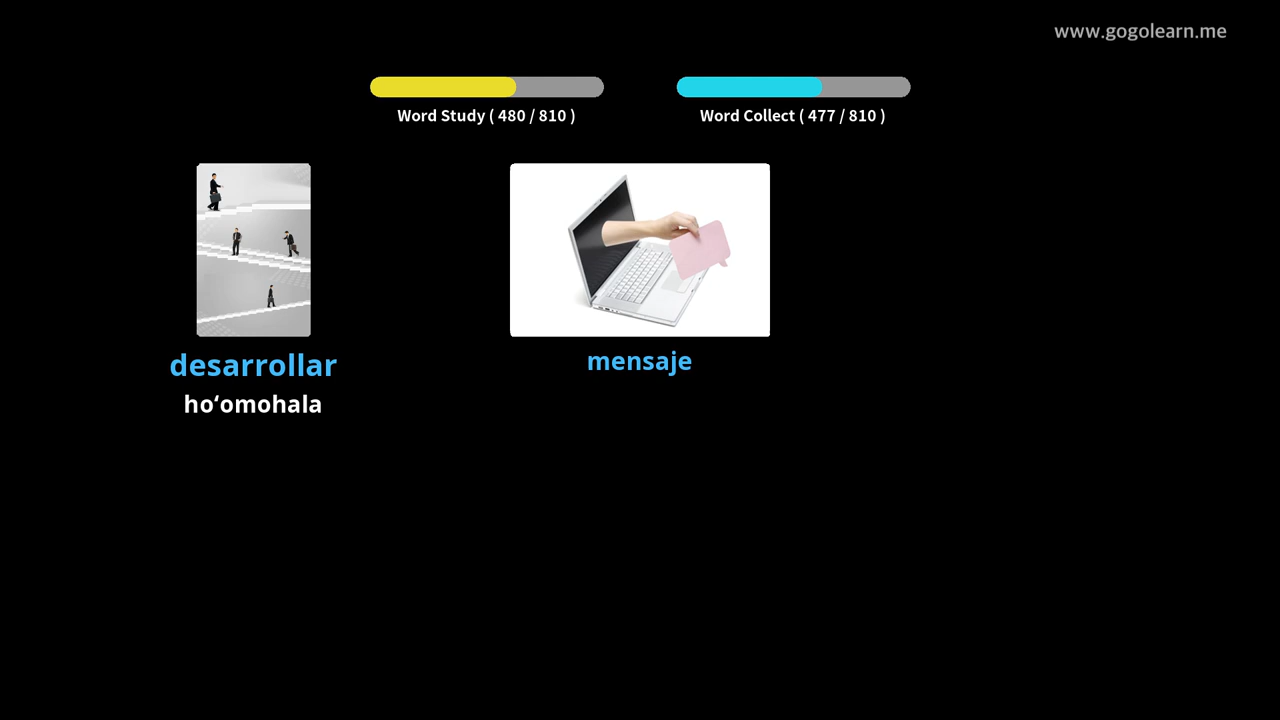 www.gogolearn.me
Word Study ( 480 / 810 )
Word Collect ( 477 / 810 )
desarrollar
hoʻomohala
mensaje